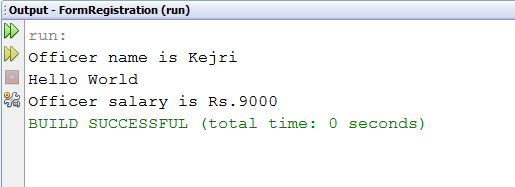 Output - FormRegistration (run)
run:
Officer name is Kejri
Hello World
Officer salary is Rs.9000
BUILD SUCCESSFUL (total time: 0 seconds)